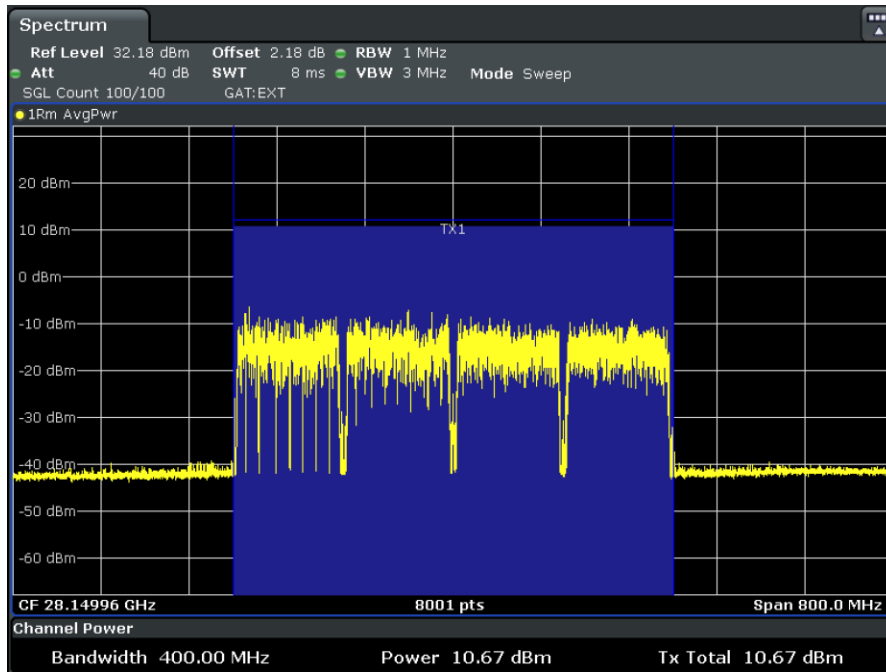 Spectrum
Ref Level 32.18 dBm Offset 2.18 dB RBW 1 MHz
Att 40 dB SWT 8 ms VBW 3 MHz Mode Sweep
SGL Count 100/100 GAT:EXT
1Rm AvgPwr
20 dBm
10 dBm
TX1
0 dBm
-10 dBm
-20 dBm
-30 dBm
-40 dBm
-50 dBm
-60 dBm
CF 28.14996 GHz 8001 pts Span 800.0 MHz
Channel Power
Bandwidth 400.00 MHz Power 10.67 dBm Tx Total 10.67 dBm